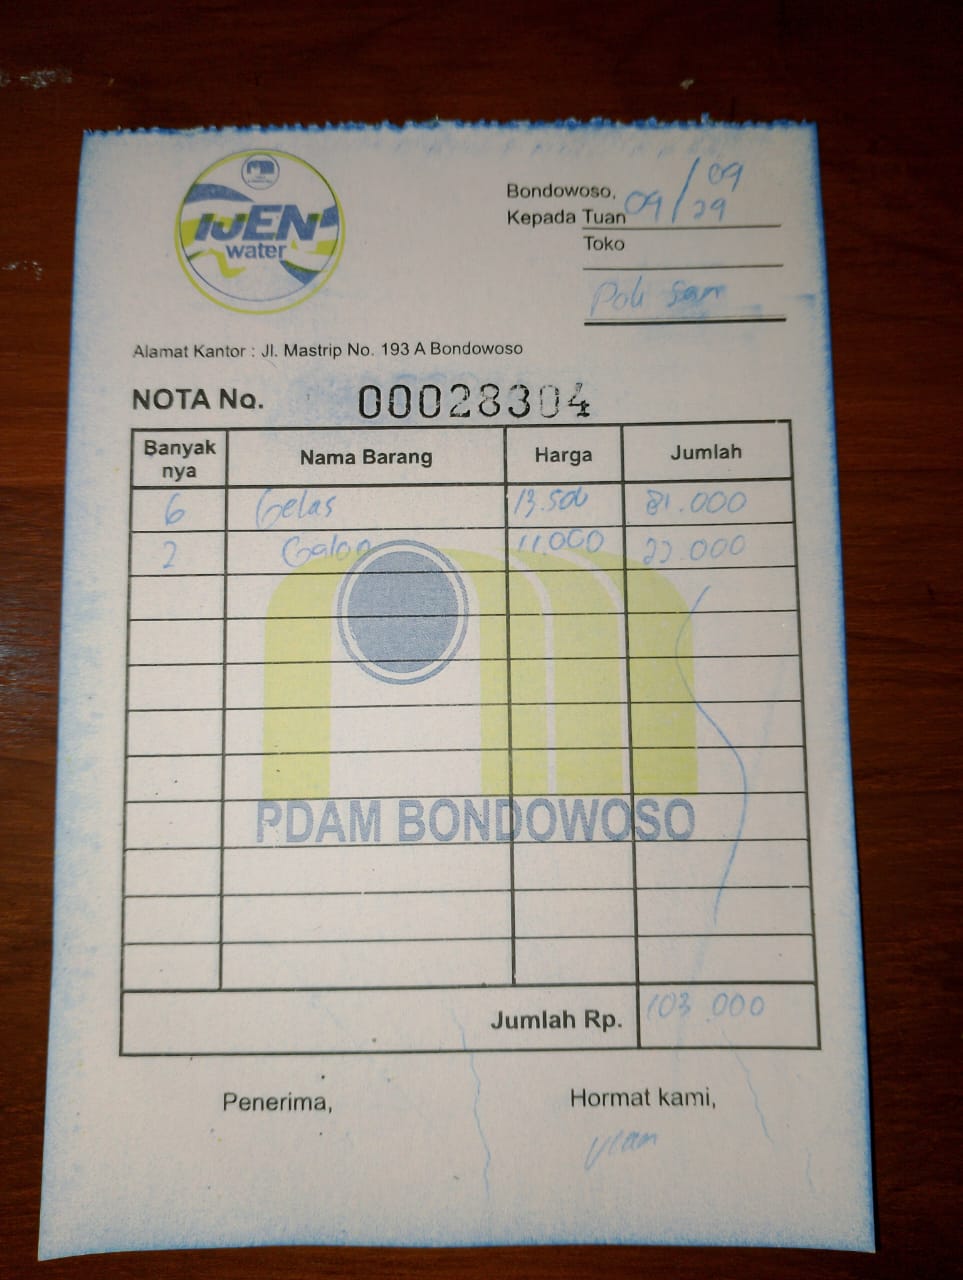 IJEN
water
Bondowoso, 09/09
Kepada Tuan 29
Toko
Poli
Alamat Kantor : Jl. Mastrip No. 193 A Bondowoso
NOTA No. 00028304
Banyak nya Nama Barang Harga Jumlah
6 Gelas 13.500 81.000
2 Galon 11.000 22.000
PDAM BONDOWOSO
Jumlah Rp. 103.000
Penerima, Hormat kami,